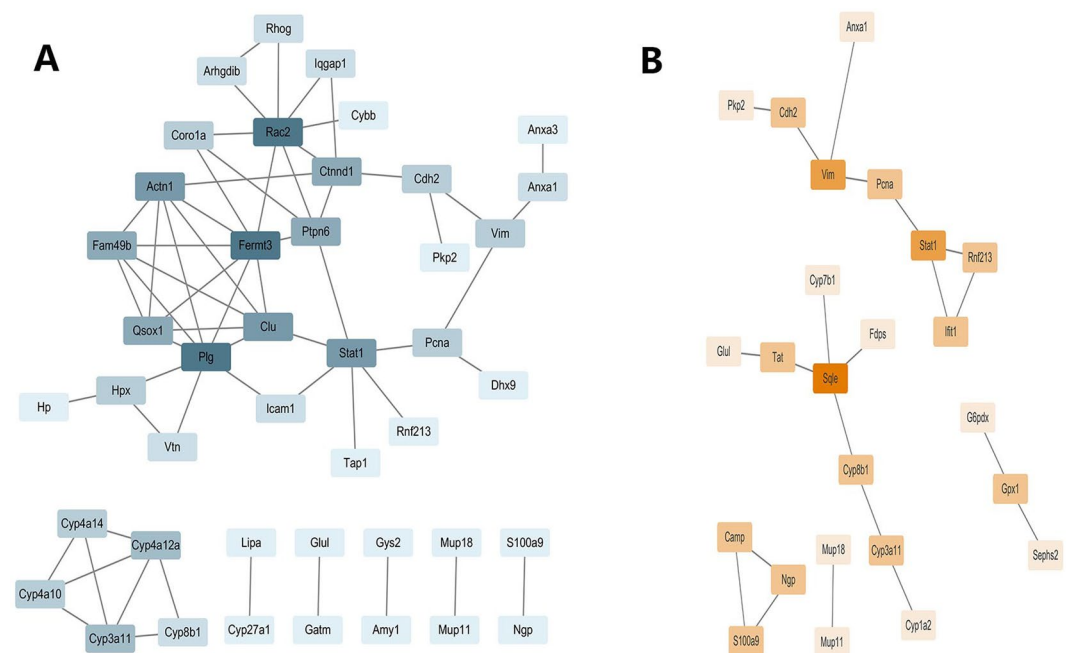 A
Rhog
Arhgdib
Iqgap1
Cybb
Rac2
Coro1a
Anxa3
Ctnnd1
Cdh2
Anxa1
Actn1
Ptpn6
Vim
Fam49b
Fermt3
Pkp2
Qsox1
Clu
Plg
Stat1
Pcna
Dhx9
Hpx
Hp
Icam1
Rnf213
Vtn
Tap1
Cyp4a14
Cyp4a12a
Cyp4a10
Cyp3a11
Cyp8b1
Lipa
Glul
Gys2
Mup18
S100a9
Cyp27a1
Gatm
Amy1
Mup11
Ngp
B
Anxa1
Pkp2
Cdh2
Vim
Pcna
Stat1
Rnf213
Ifit1
Cyp7b1
Fdps
Glul
Tat
Sqle
G6pdx
Cyp8b1
Gpx1
Camp
Mup18
Cyp3a11
Sephs2
Ngp
Cyp1a2
S100a9
Mup11